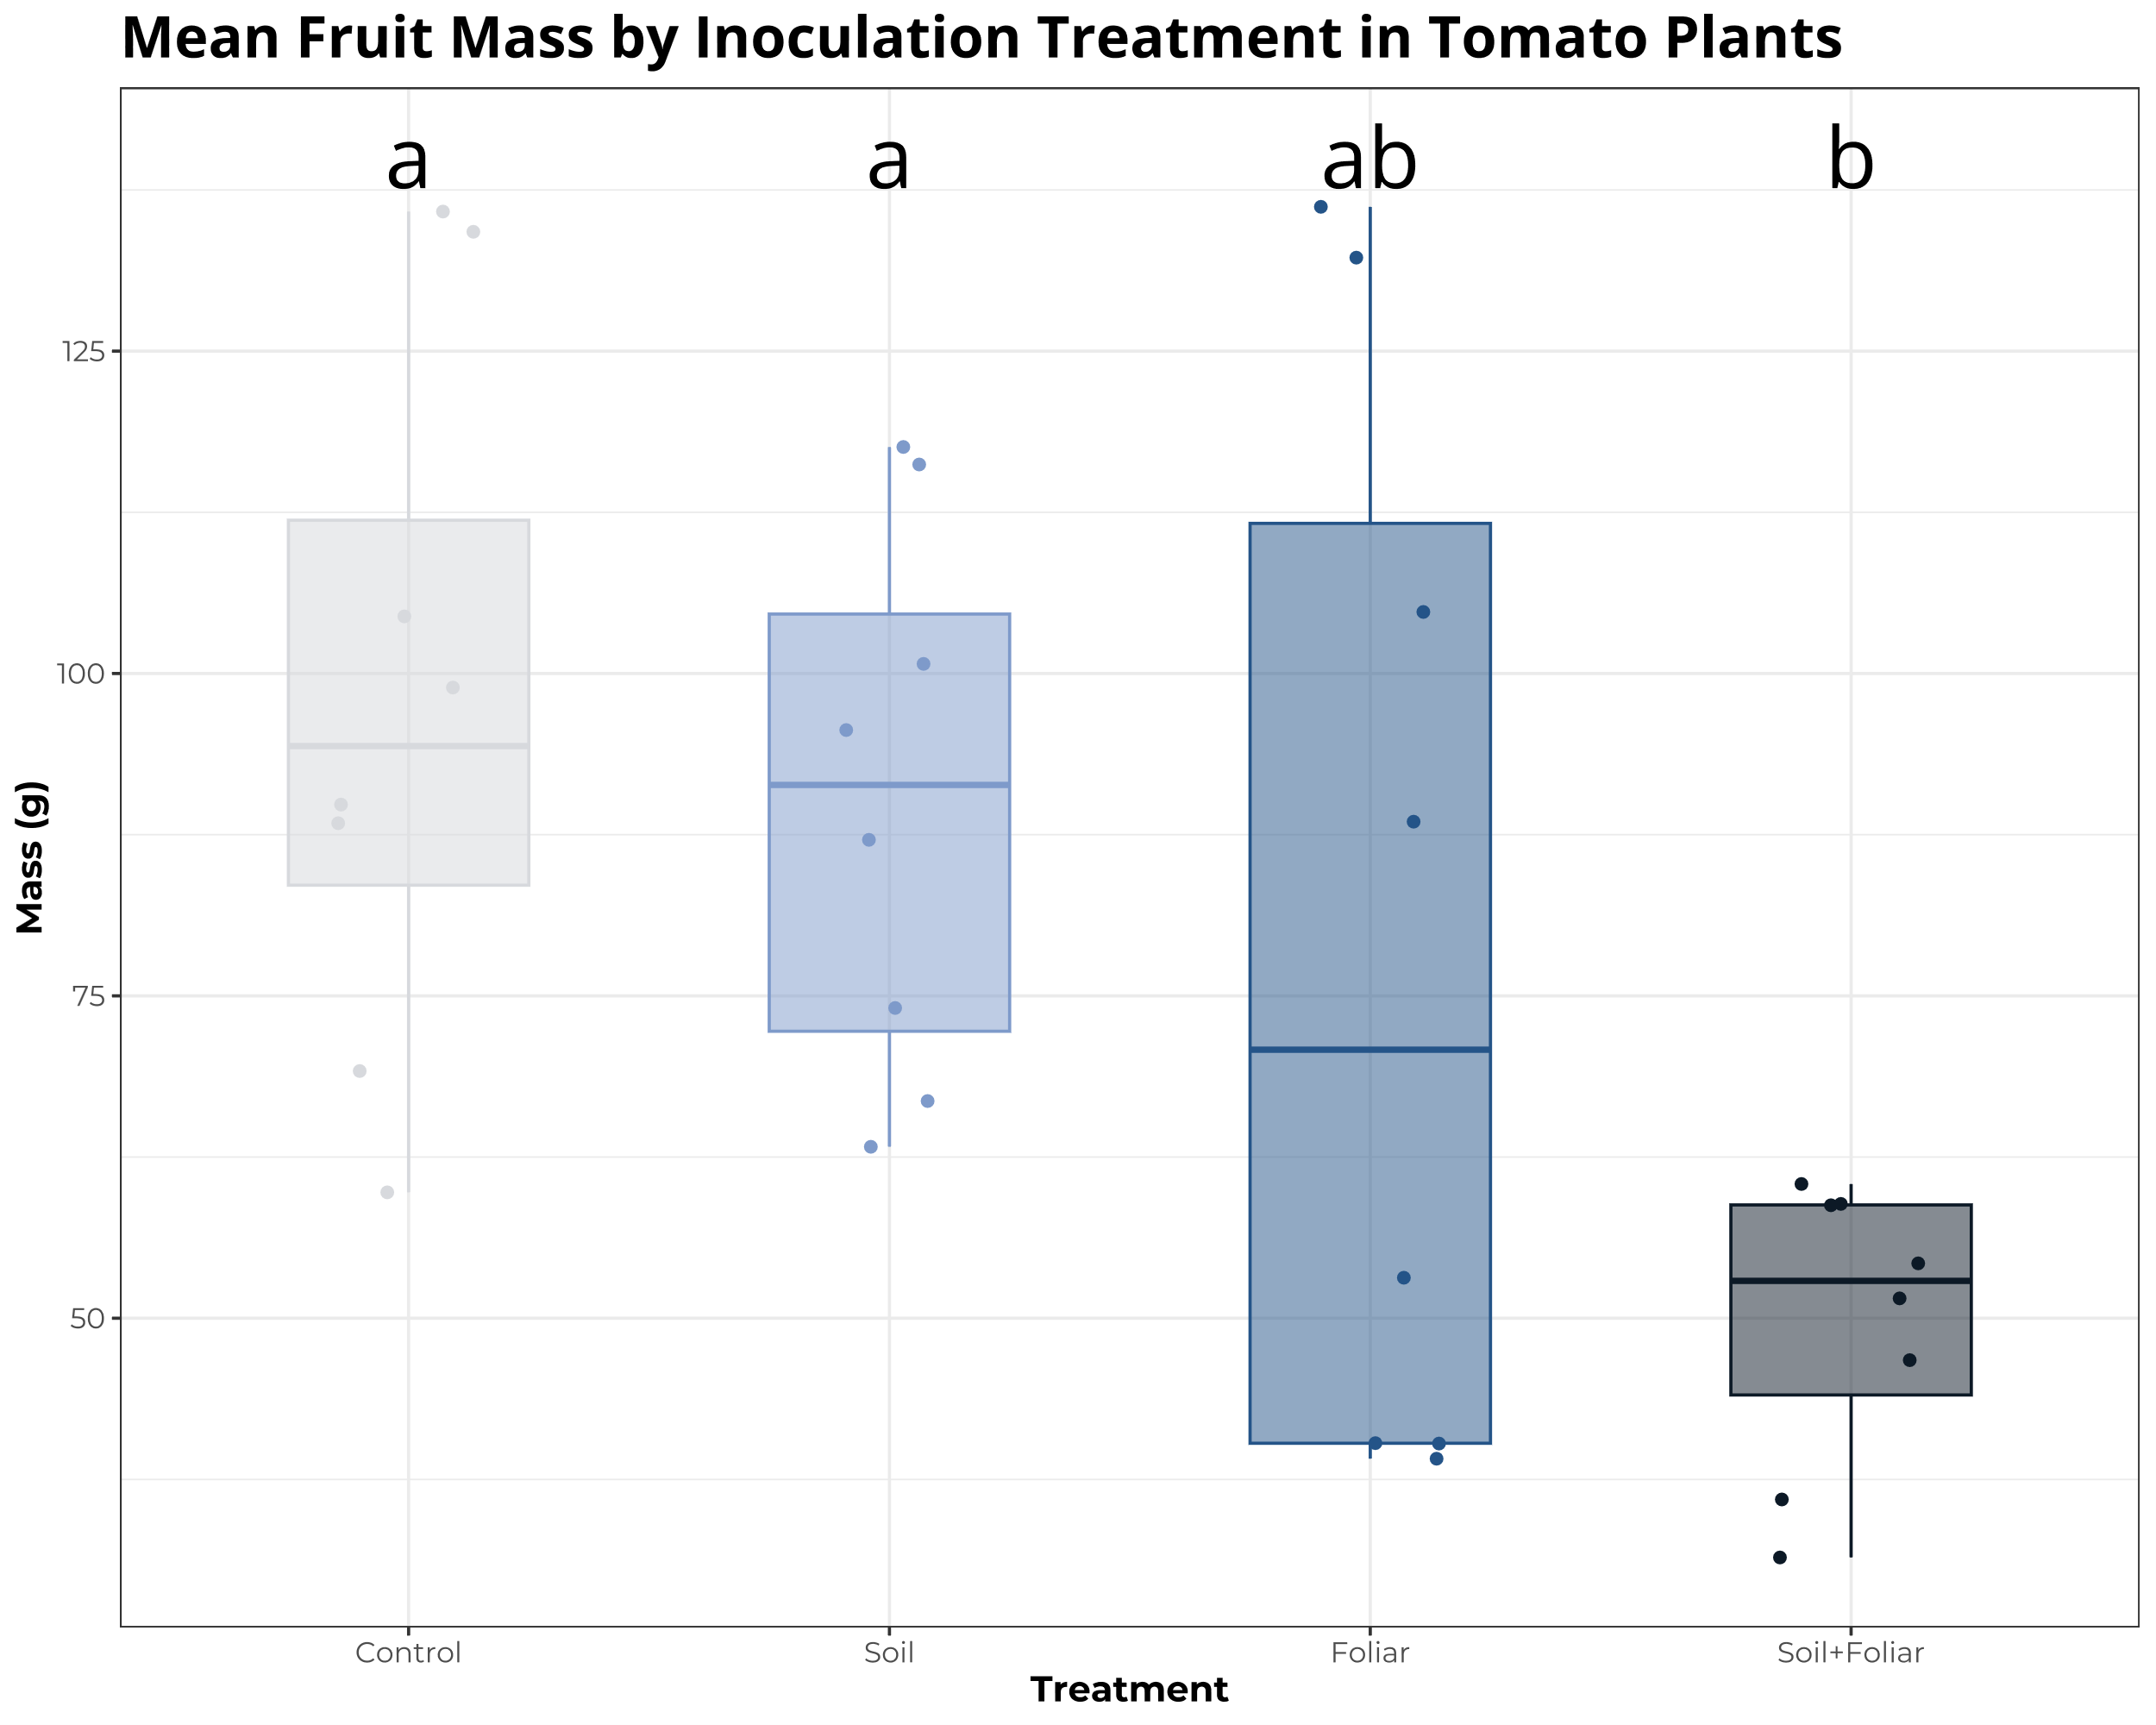 Mean Fruit Mass by Inoculation Treatment in Tomato Plants
a a ab b
125
100
75
50
Mass (g)
Control Soil Foliar Soil+Foliar
Treatment